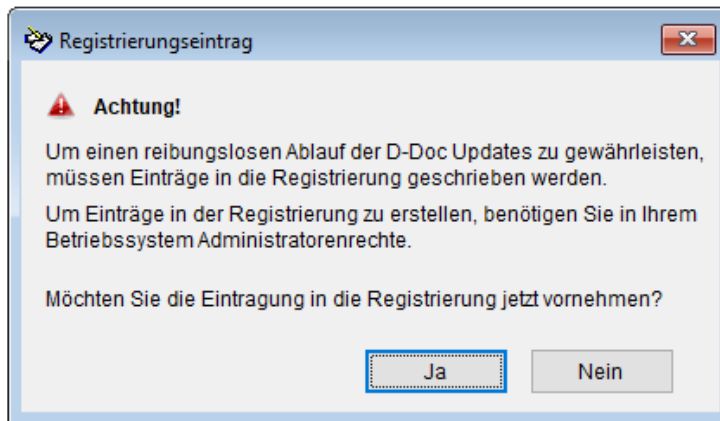 Registrierungseintrag
Achtung!
Um einen reibungslosen Ablauf der D-Doc Updates zu gewährleisten,
müssen Einträge in die Registrierung geschrieben werden.
Um Einträge in der Registrierung zu erstellen, benötigen Sie in Ihrem
Betriebssystem Administratorenrechte.
Möchten Sie die Eintragung in die Registrierung jetzt vornehmen?
Ja
Nein